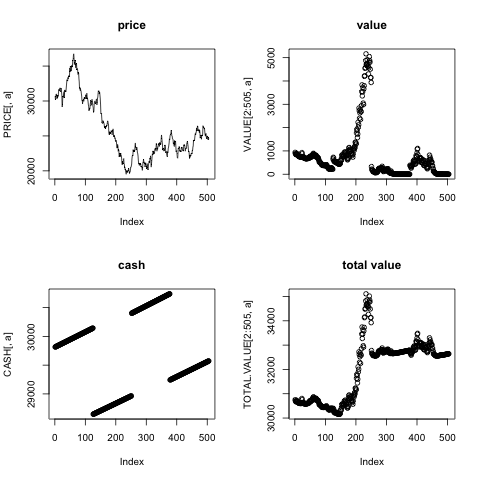 price
PRICE[, a]
20000 30000
0 100 200 300 400 500
Index
value
VALUE[2:505, a]
0 1000 3000 5000
0 100 200 300 400 500
Index
cash
CASH[, a]
29000 30000
0 100 200 300 400 500
Index
total value
TOTAL.VALUE[2:505, a]
30000 32000 34000
0 100 200 300 400 500
Index